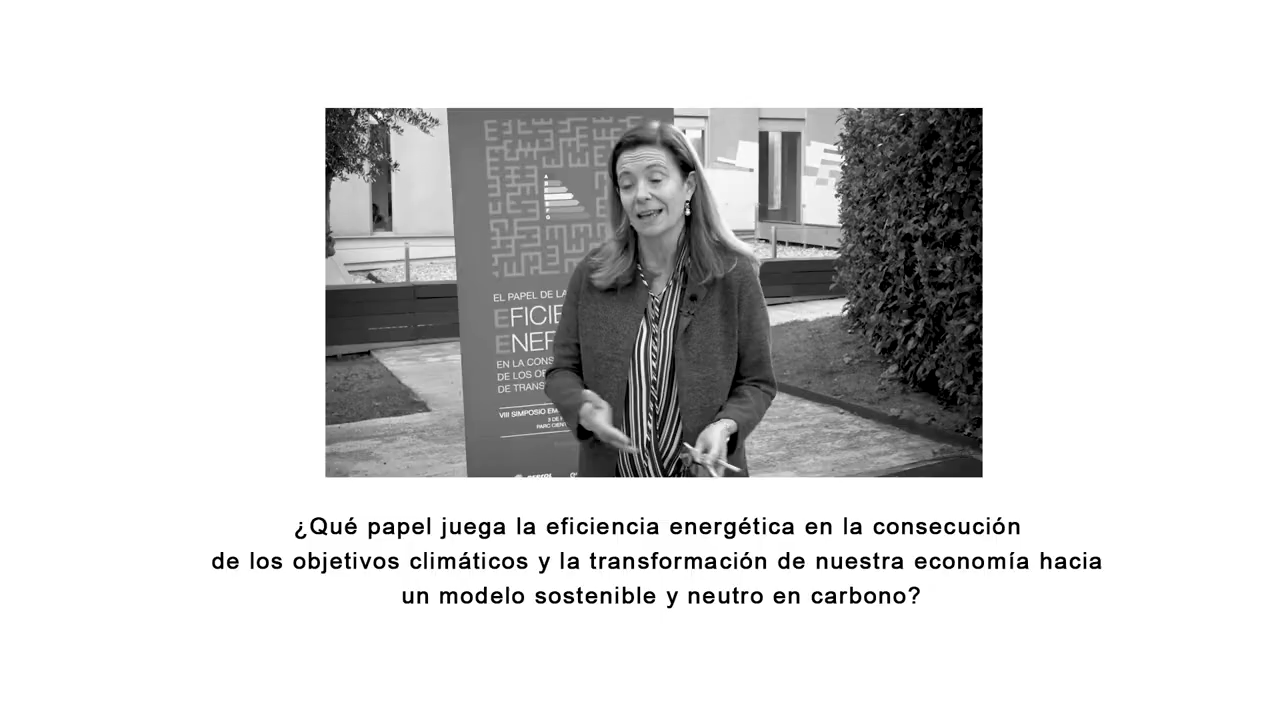 A
B
G
EL PAPEL DE LA
EFICIE
ENER
EN LA CONS
DE LOS OB
DE TRANS
VIII SIMPOSIO EM
PARC CIEN
¿Qué papel juega la eficiencia energética en la consecución
de los objetivos climáticos y la transformación de nuestra economía hacia
un modelo sostenible y neutro en carbono?